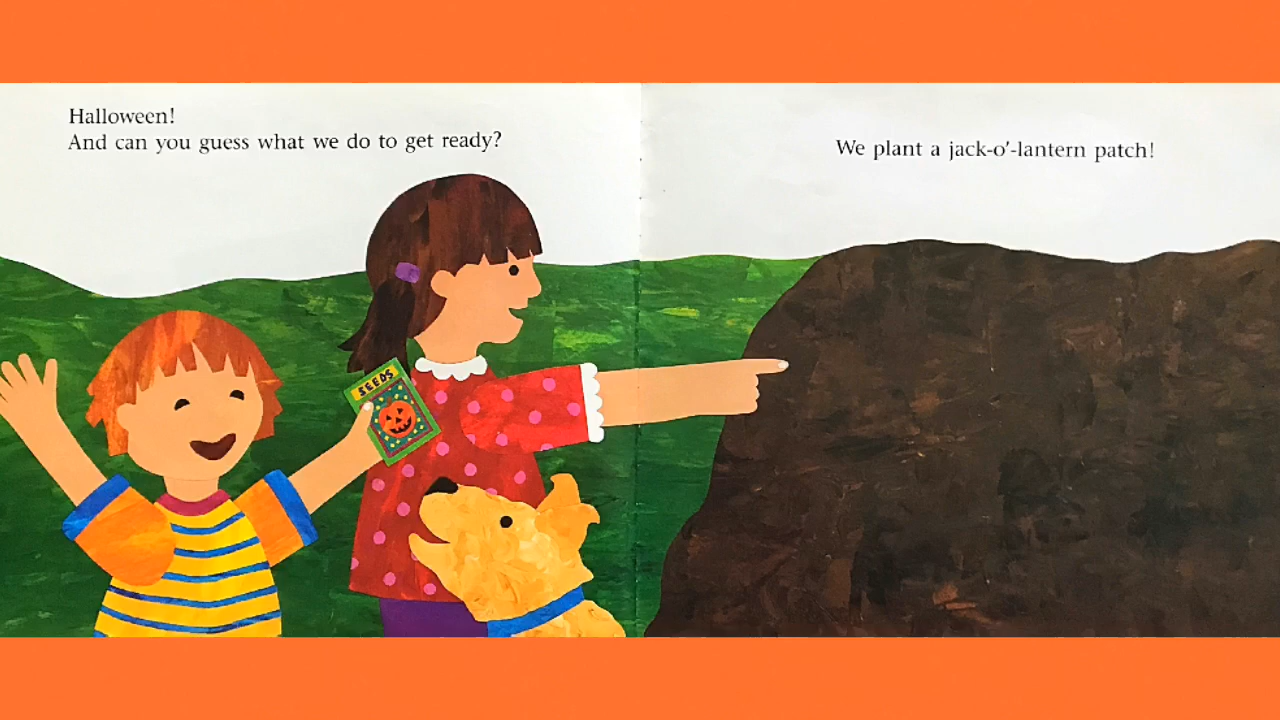 Halloween!
And can you guess what we do to get ready?
We plant a jack-o'-lantern patch!
SEEDS